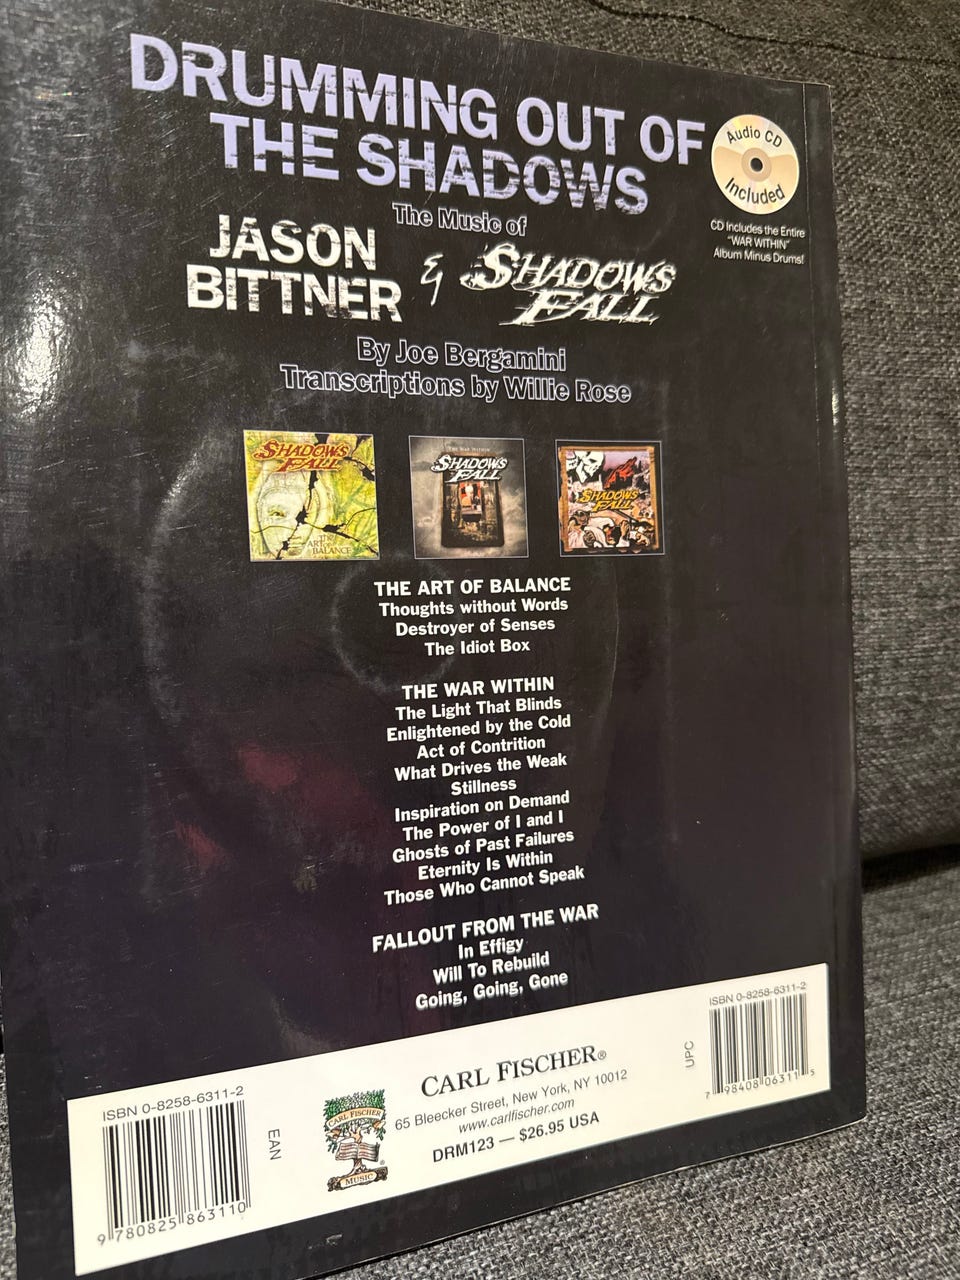 DRUMMING OUT OF
THE SHADOWS
Audio CD
Included
CD Includes the Entire
"WAR WITHIN"
Album Minus Drums!
The Music of
JASON
BITTNER
& SHADOWS
FALL
By Joe Bergamini
Transcriptions by Willie Rose
SHADOWS
FALL
THE
ART OF
BALANCE
THE WAR WITHIN
SHADOWS
FALL
SHADOWS
FALL
THE ART OF BALANCE
Thoughts without Words
Destroyer of Senses
The Idiot Box
THE WAR WITHIN
The Light That Blinds
Enlightened by the Cold
Act of Contrition
What Drives the Weak
Stillness
Inspiration on Demand
The Power of I and I
Ghosts of Past Failures
Eternity Is Within
Those Who Cannot Speak
FALLOUT FROM THE WAR
In Effigy
Will To Rebuild
Going, Going, Gone
ISBN 0-8258-6311-2
EAN
9 780825 863110
CARL FISCHER
MUSIC
CARL FISCHER®
65 Bleecker Street, New York, NY 10012
www.carlfischer.com
DRM123 — $26.95 USA
ISBN 0-8258-6311-2
UPC
7 98408 06311 5